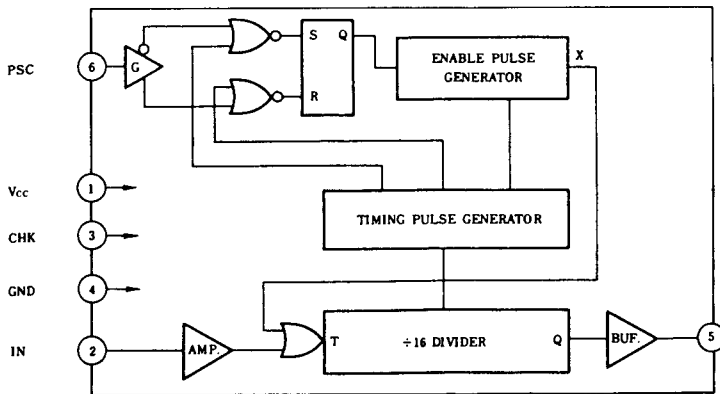 PSC
6
G
S
Q
R
ENABLE PULSE
GENERATOR
X
Vcc
1
TIMING PULSE GENERATOR
CHK
3
GND
4
IN
2
AMP.
T
÷16 DIVIDER
Q
BUF.
5